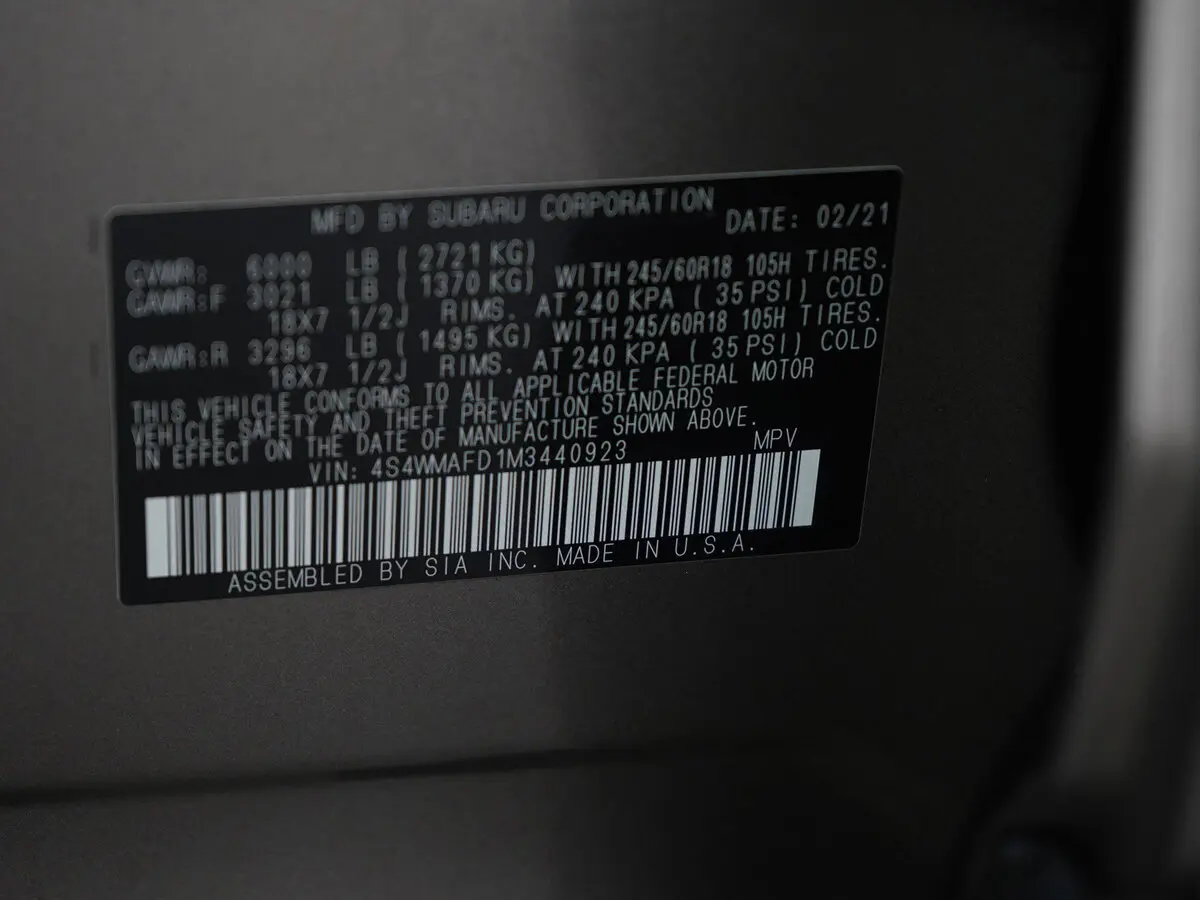 MFD BY SUBARU CORPORATION DATE: 02/21
GVWR: 6000 LB ( 2721 KG)
GAWR:F 3021 LB ( 1370 KG) WITH 245/60R18 105H TIRES.
18X7 1/2J RIMS. AT 240 KPA ( 35 PSI) COLD
GAWR:R 3296 LB ( 1495 KG) WITH 245/60R18 105H TIRES.
18X7 1/2J RIMS. AT 240 KPA ( 35 PSI) COLD
THIS VEHICLE CONFORMS TO ALL APPLICABLE FEDERAL MOTOR
VEHICLE SAFETY AND THEFT PREVENTION STANDARDS
IN EFFECT ON THE DATE OF MANUFACTURE SHOWN ABOVE.
VIN: 4S4WMAFD1M3440923 MPV
ASSEMBLED BY SIA INC. MADE IN U.S.A.